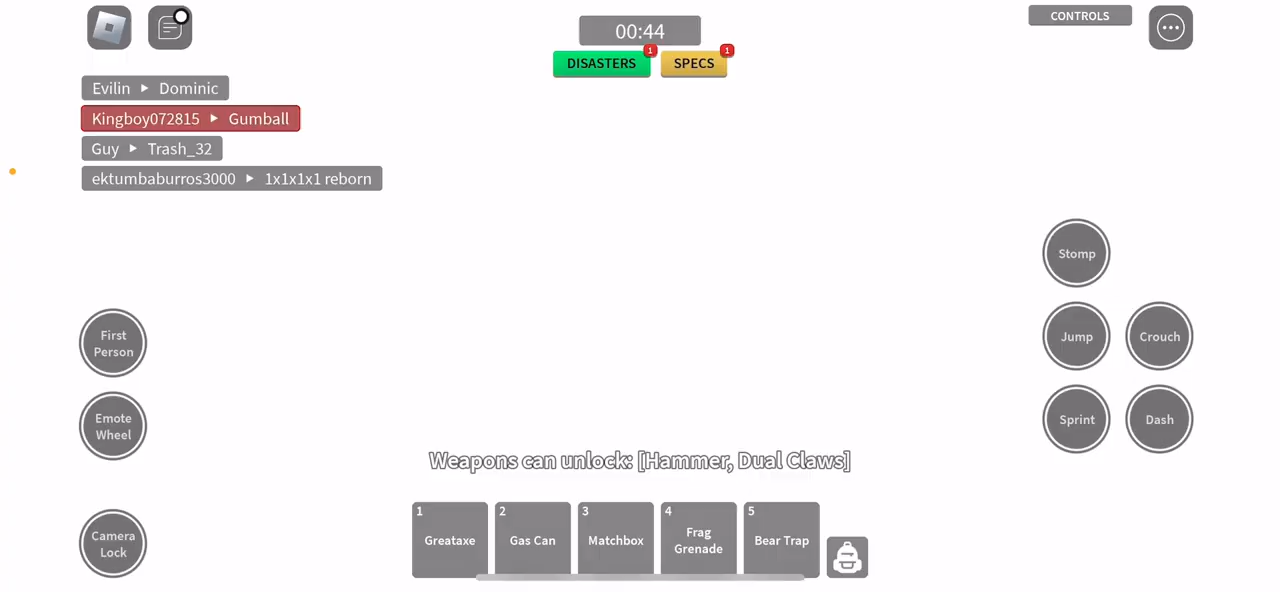 00:44
CONTROLS
DISASTERS 1
SPECS 1
Evilin ▸ Dominic
Kingboy072815 ▸ Gumball
Guy ▸ Trash_32
ektumbaburros3000 ▸ 1x1x1x1 reborn
Stomp
First
Person
Jump
Crouch
Emote
Wheel
Sprint
Dash
Weapons can unlock: [Hammer, Dual Claws]
Camera
Lock
1
Greataxe
2
Gas Can
3
Matchbox
4
Frag
Grenade
5
Bear Trap